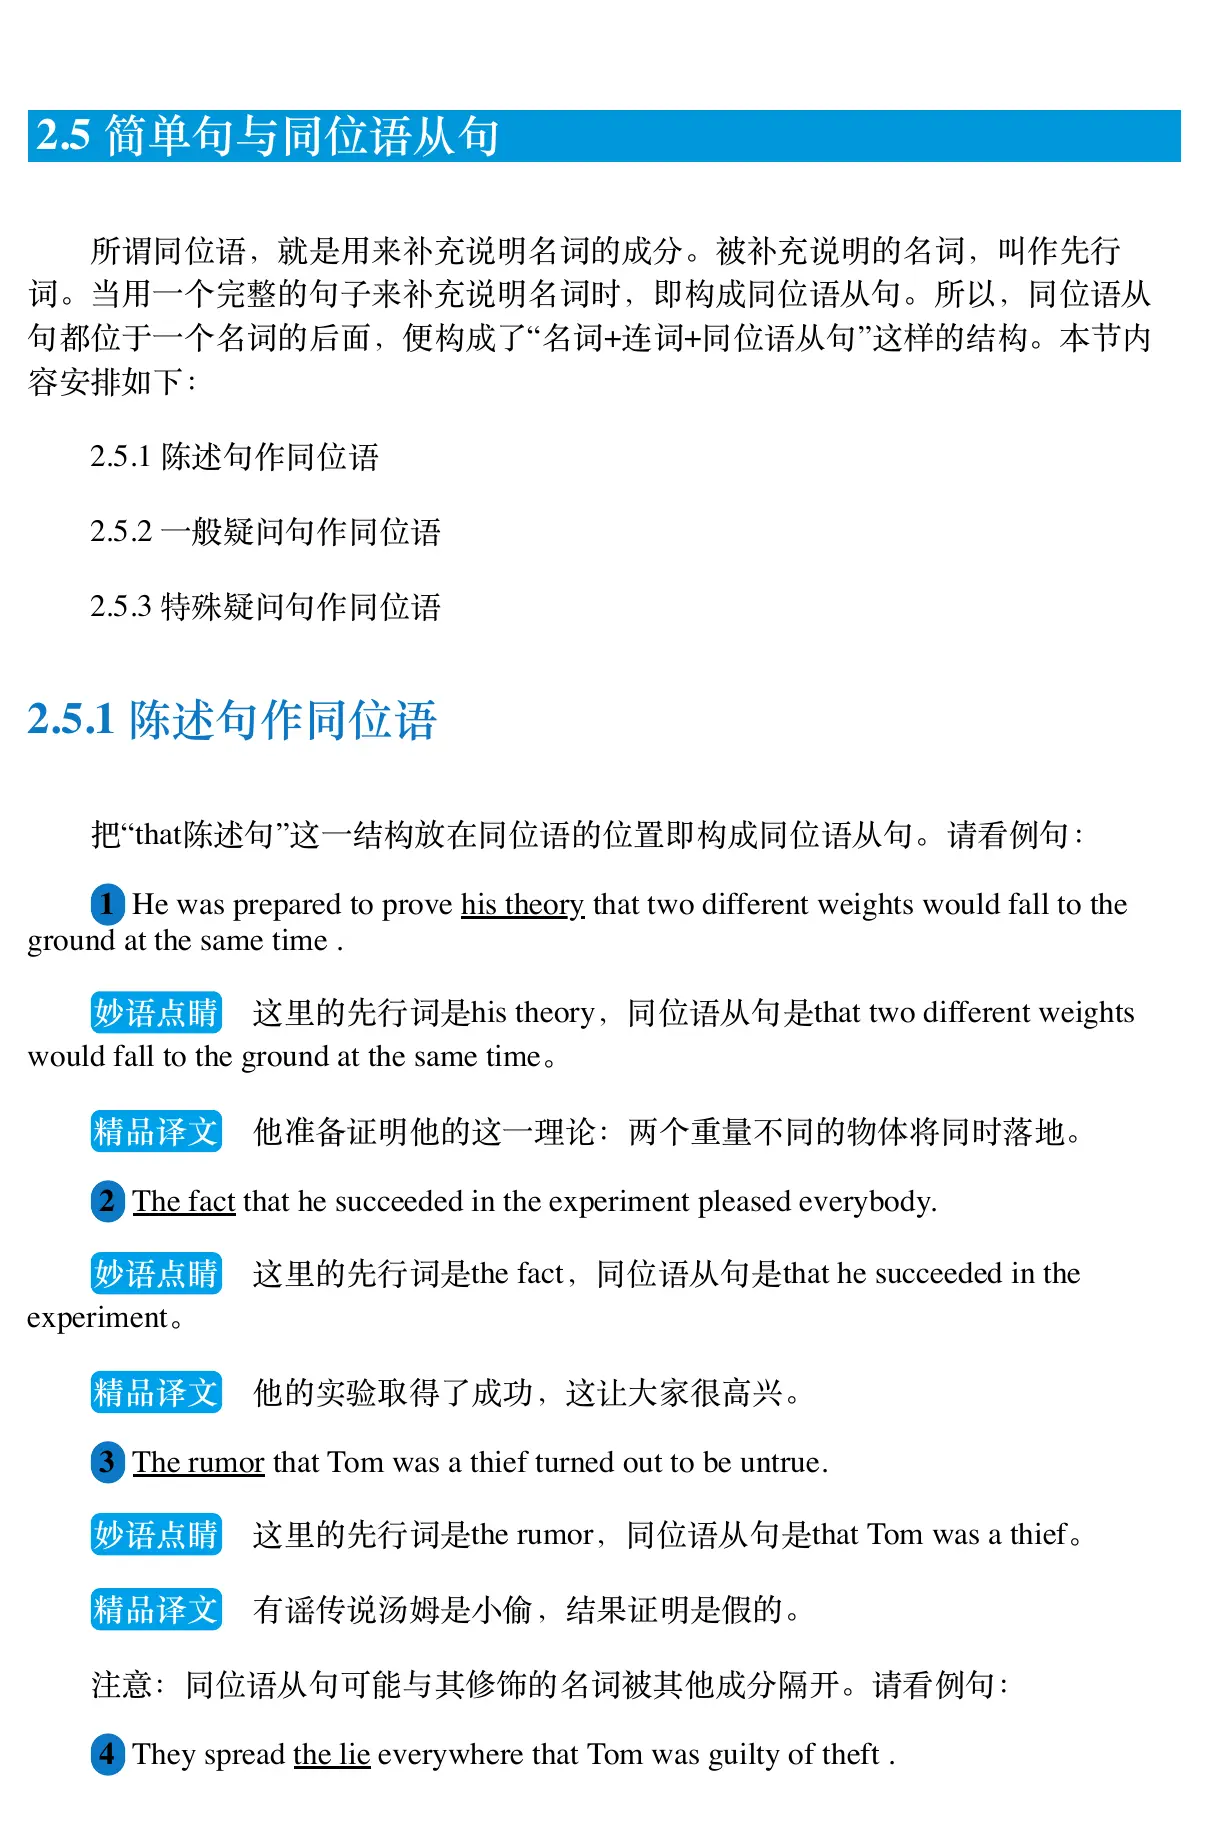 2.5 简单句与同位语从句
所谓同位语，就是用来补充说明名词的成分。被补充说明的名词，叫作先行
词。当用一个完整的句子来补充说明名词时，即构成同位语从句。所以，同位语从
句都位于一个名词的后面，便构成了“名词+连词+同位语从句”这样的结构。本节内
容安排如下：
2.5.1 陈述句作同位语
2.5.2 一般疑问句作同位语
2.5.3 特殊疑问句作同位语
2.5.1 陈述句作同位语
把“that陈述句”这一结构放在同位语的位置即构成同位语从句。请看例句：
1 He was prepared to prove his theory that two different weights would fall to the
ground at the same time .
妙语点睛 这里的先行词是his theory，同位语从句是that two different weights
would fall to the ground at the same time。
精品译文 他准备证明他的这一理论：两个重量不同的物体将同时落地。
2 The fact that he succeeded in the experiment pleased everybody.
妙语点睛 这里的先行词是the fact，同位语从句是that he succeeded in the
experiment。
精品译文 他的实验取得了成功，这让大家很高兴。
3 The rumor that Tom was a thief turned out to be untrue.
妙语点睛 这里的先行词是the rumor，同位语从句是that Tom was a thief。
精品译文 有谣传说汤姆是小偷，结果证明是假的。
注意：同位语从句可能与其修饰的名词被其他成分隔开。请看例句：
4 They spread the lie everywhere that Tom was guilty of theft .